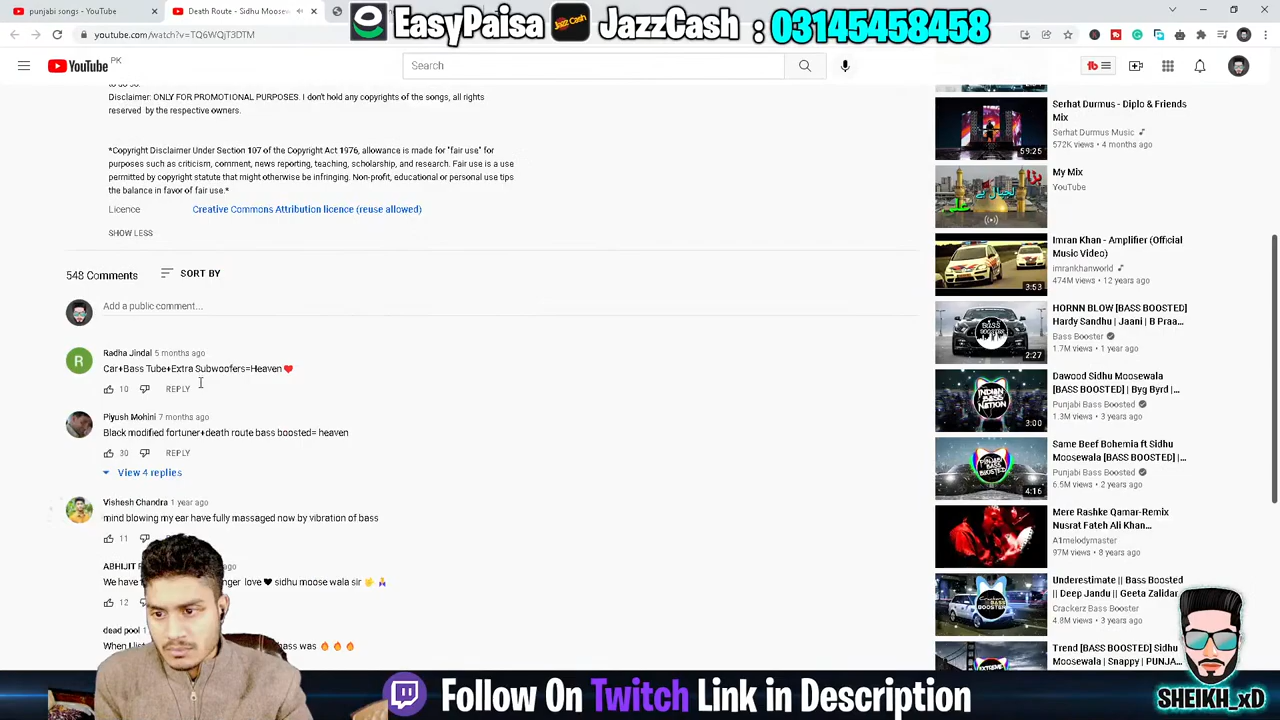 punjabi songs - YouTube
Death Route - Sidhu Moosew
EasyPaisa JazzCash : 03145458458
youtube.com/watch?v=TQ6WQjT3DTM
YouTube PK
Search
Disclaimer: ONLY FOR PROMOTIONAL
any copyrights of the songs, all rights
reserved by the respective owners.
*Copyright Disclaimer Under Section 107 of the Copyright Act 1976, allowance is made for "fair use" for
purposes such as criticism, comment, news reporting, teaching, scholarship, and research. Fair use is a use
permitted by copyright statute that might otherwise be infringing. Non-profit, educational or personal use tips
the balance in favor of fair use.*
Licence
Creative Commons Attribution licence (reuse allowed)
SHOW LESS
548 Comments
SORT BY
Add a public comment...
R
Radha Jindal 5 months ago
Car+Bass Tube+Extra Subwoofers= Heaven ❤
10
REPLY
Piyush Mohini 7 months ago
Black modified fortuner+death route bass boosted= heaven
30
REPLY
View 4 replies
Vishesh Chandra 1 year ago
mind blowing my ear have fully massaged now by vibration of bass
11
ABHIJIT
ago
We have
love ♥ sidhu moose wale sir
12
dead pool
bass was 🔥 🔥 🔥
Serhat Durmus - Diplo & Friends
Mix
Serhat Durmus Music
572K views • 4 months ago
59:25
My Mix
YouTube
Imran Khan - Amplifier (Official
Music Video)
imrankhanworld
474M views • 12 years ago
3:53
HORNN BLOW [BASS BOOSTED]
Hardy Sandhu | Jaani | B Praa...
Bass Booster
1.7M views • 1 year ago
2:27
Dawood Sidhu Moosewala
[BASS BOOSTED] | Byg Byrd |...
Punjabi Bass Boosted
1.3M views • 3 years ago
INDIAN
BASS
NATION
3:00
Same Beef Bohemia ft Sidhu
Moosewala [BASS BOOSTED] |...
Punjabi Bass Boosted
6.5M views • 2 years ago
4:16
Mere Rashke Qamar-Remix
Nusrat Fateh Ali Khan...
A1melodymaster
97M views • 8 years ago
Underestimate || Bass Boosted
|| Deep Jandu || Geeta Zaildar
Crackerz Bass Booster
4.8M views • 3 years ago
Trend [BASS BOOSTED] Sidhu
Moosewala | Snappy | PUNJA...
Follow On Twitch Link in Description
SHEIKH_xD